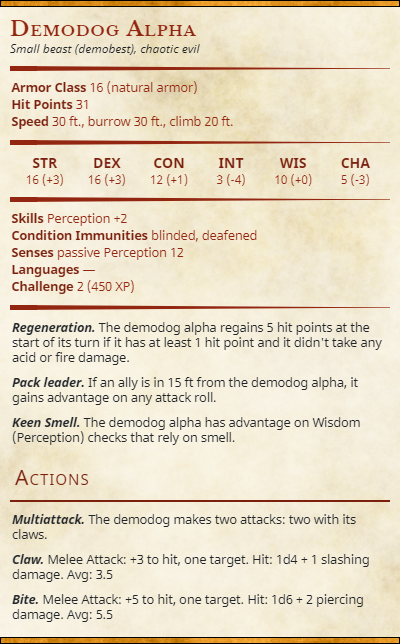 Demodog Alpha
Small beast (demobest), chaotic evil
Armor Class 16 (natural armor)
Hit Points 31
Speed 30 ft., burrow 30 ft., climb 20 ft.
STR DEX CON INT WIS CHA
16 (+3) 16 (+3) 12 (+1) 3 (-4) 10 (+0) 5 (-3)
Skills Perception +2
Condition Immunities blinded, deafened
Senses passive Perception 12
Languages —
Challenge 2 (450 XP)
Regeneration. The demodog alpha regains 5 hit points at the
start of its turn if it has at least 1 hit point and it didn't take any
acid or fire damage.
Pack leader. If an ally is in 15 ft from the demodog alpha, it
gains advantage on any attack roll.
Keen Smell. The demodog alpha has advantage on Wisdom
(Perception) checks that rely on smell.
Actions
Multiattack. The demodog makes two attacks: two with its
claws.
Claw. Melee Attack: +3 to hit, one target. Hit: 1d4 + 1 slashing
damage. Avg: 3.5
Bite. Melee Attack: +5 to hit, one target. Hit: 1d6 + 2 piercing
damage. Avg: 5.5